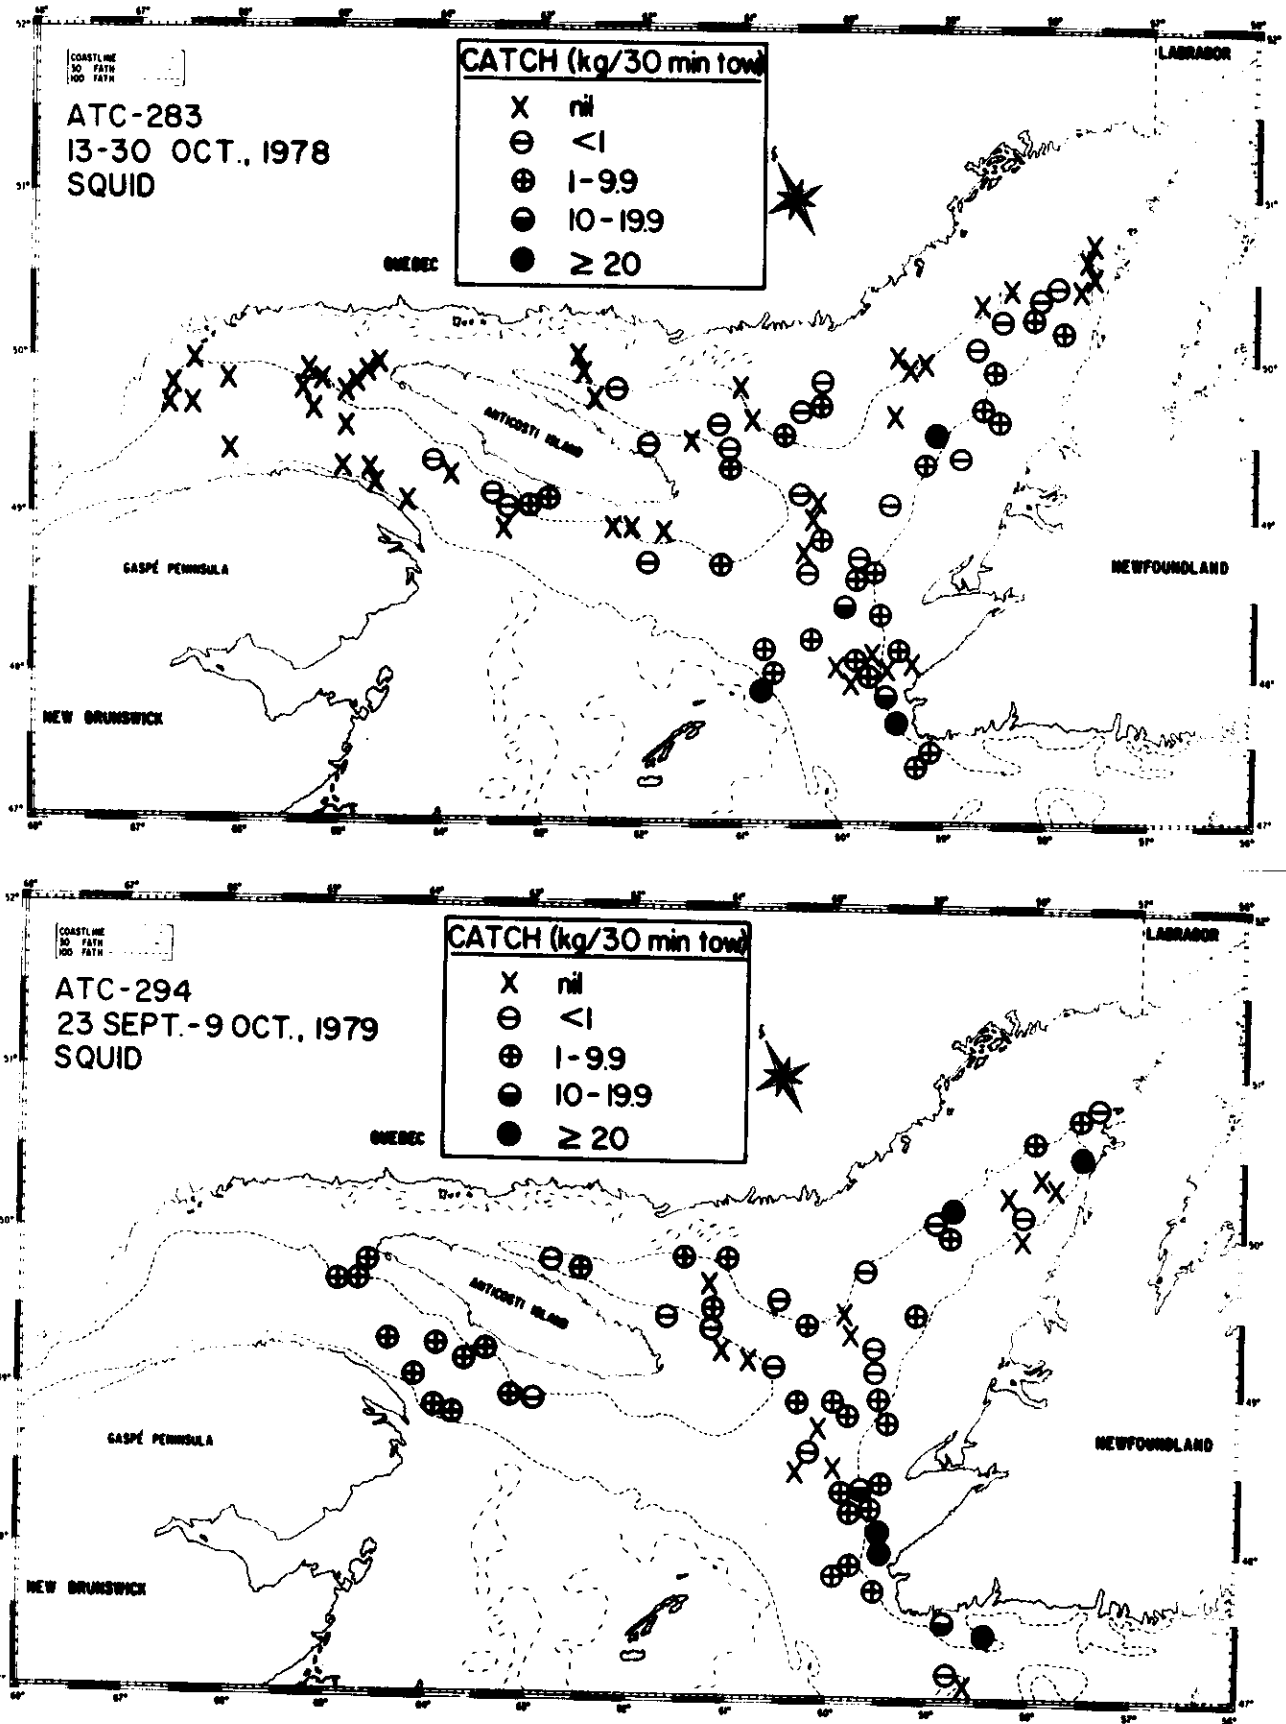 COASTLINE
50 FATH
100 FATH
ATC-283
13-30 OCT., 1978
SQUID
CATCH (kg/30 min tow)
X nil
<1
1-9.9
10-19.9
≥ 20
LABRADOR
QUEBEC
ANTICOSTI ISLAND
GASPÉ PENINSULA
NEWFOUNDLAND
NEW BRUNSWICK
COASTLINE
50 FATH
100 FATH
ATC-294
23 SEPT.-9 OCT., 1979
SQUID
CATCH (kg/30 min tow)
X nil
<1
1-9.9
10-19.9
≥ 20
LABRADOR
QUEBEC
ANTICOSTI ISLAND
GASPÉ PENINSULA
NEWFOUNDLAND
NEW BRUNSWICK